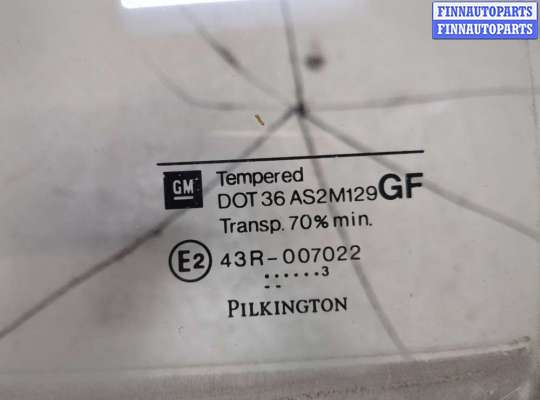 FINNAUTOPARTS
FINNAUTOPARTS
GM Tempered
DOT 36 AS2M129 GF
Transp. 70% min.
E2 43R-007022
......3
--
PILKINGTON